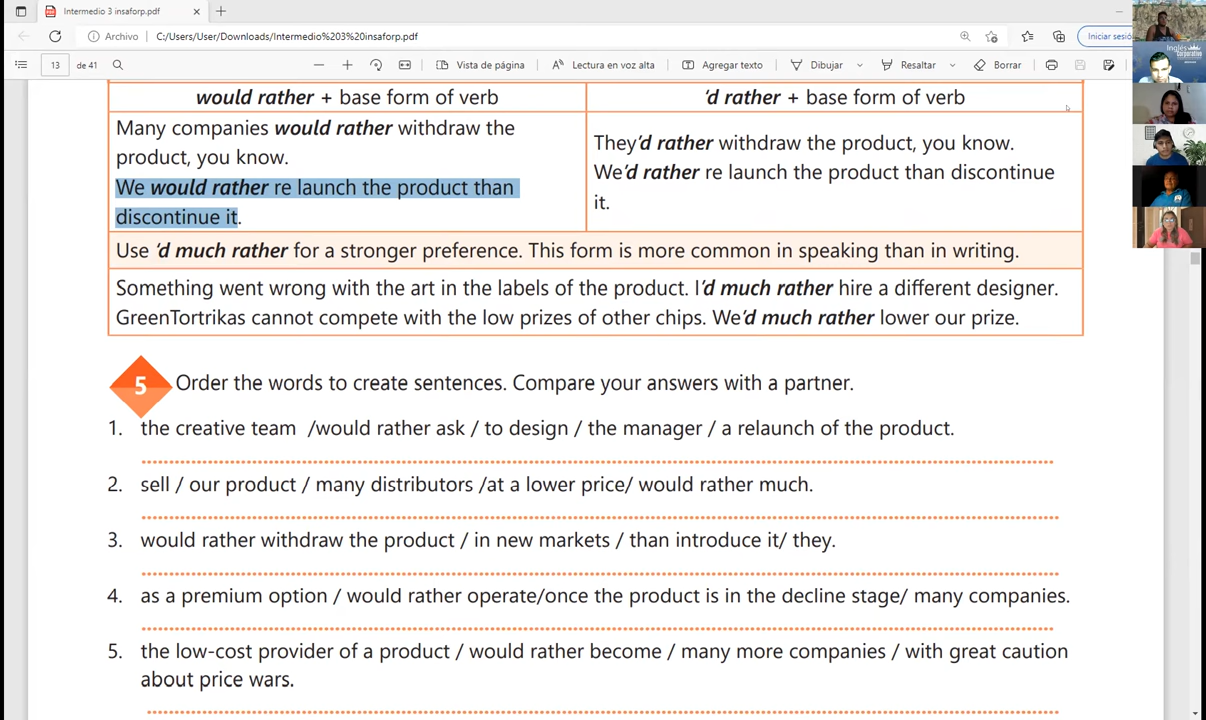 Intermedio 3 insaforp.pdf
Archivo
C:/Users/User/Downloads/Intermedio%203%20insaforp.pdf
Iniciar sesió
13 de 41
Vista de página
Lectura en voz alta
Agregar texto
Dibujar
Resaltar
Borrar
Inglés
Corporativo
would rather + base form of verb
'd rather + base form of verb
Many companies would rather withdraw the
product, you know.
We would rather re launch the product than
discontinue it.
They'd rather withdraw the product, you know.
We'd rather re launch the product than discontinue
it.
Use 'd much rather for a stronger preference. This form is more common in speaking than in writing.
Something went wrong with the art in the labels of the product. I'd much rather hire a different designer.
GreenTortrikas cannot compete with the low prizes of other chips. We'd much rather lower our prize.
5 Order the words to create sentences. Compare your answers with a partner.
1. the creative team /would rather ask / to design / the manager / a relaunch of the product.
2. sell / our product / many distributors /at a lower price/ would rather much.
3. would rather withdraw the product / in new markets / than introduce it/ they.
4. as a premium option / would rather operate/once the product is in the decline stage/ many companies.
5. the low-cost provider of a product / would rather become / many more companies / with great caution
about price wars.